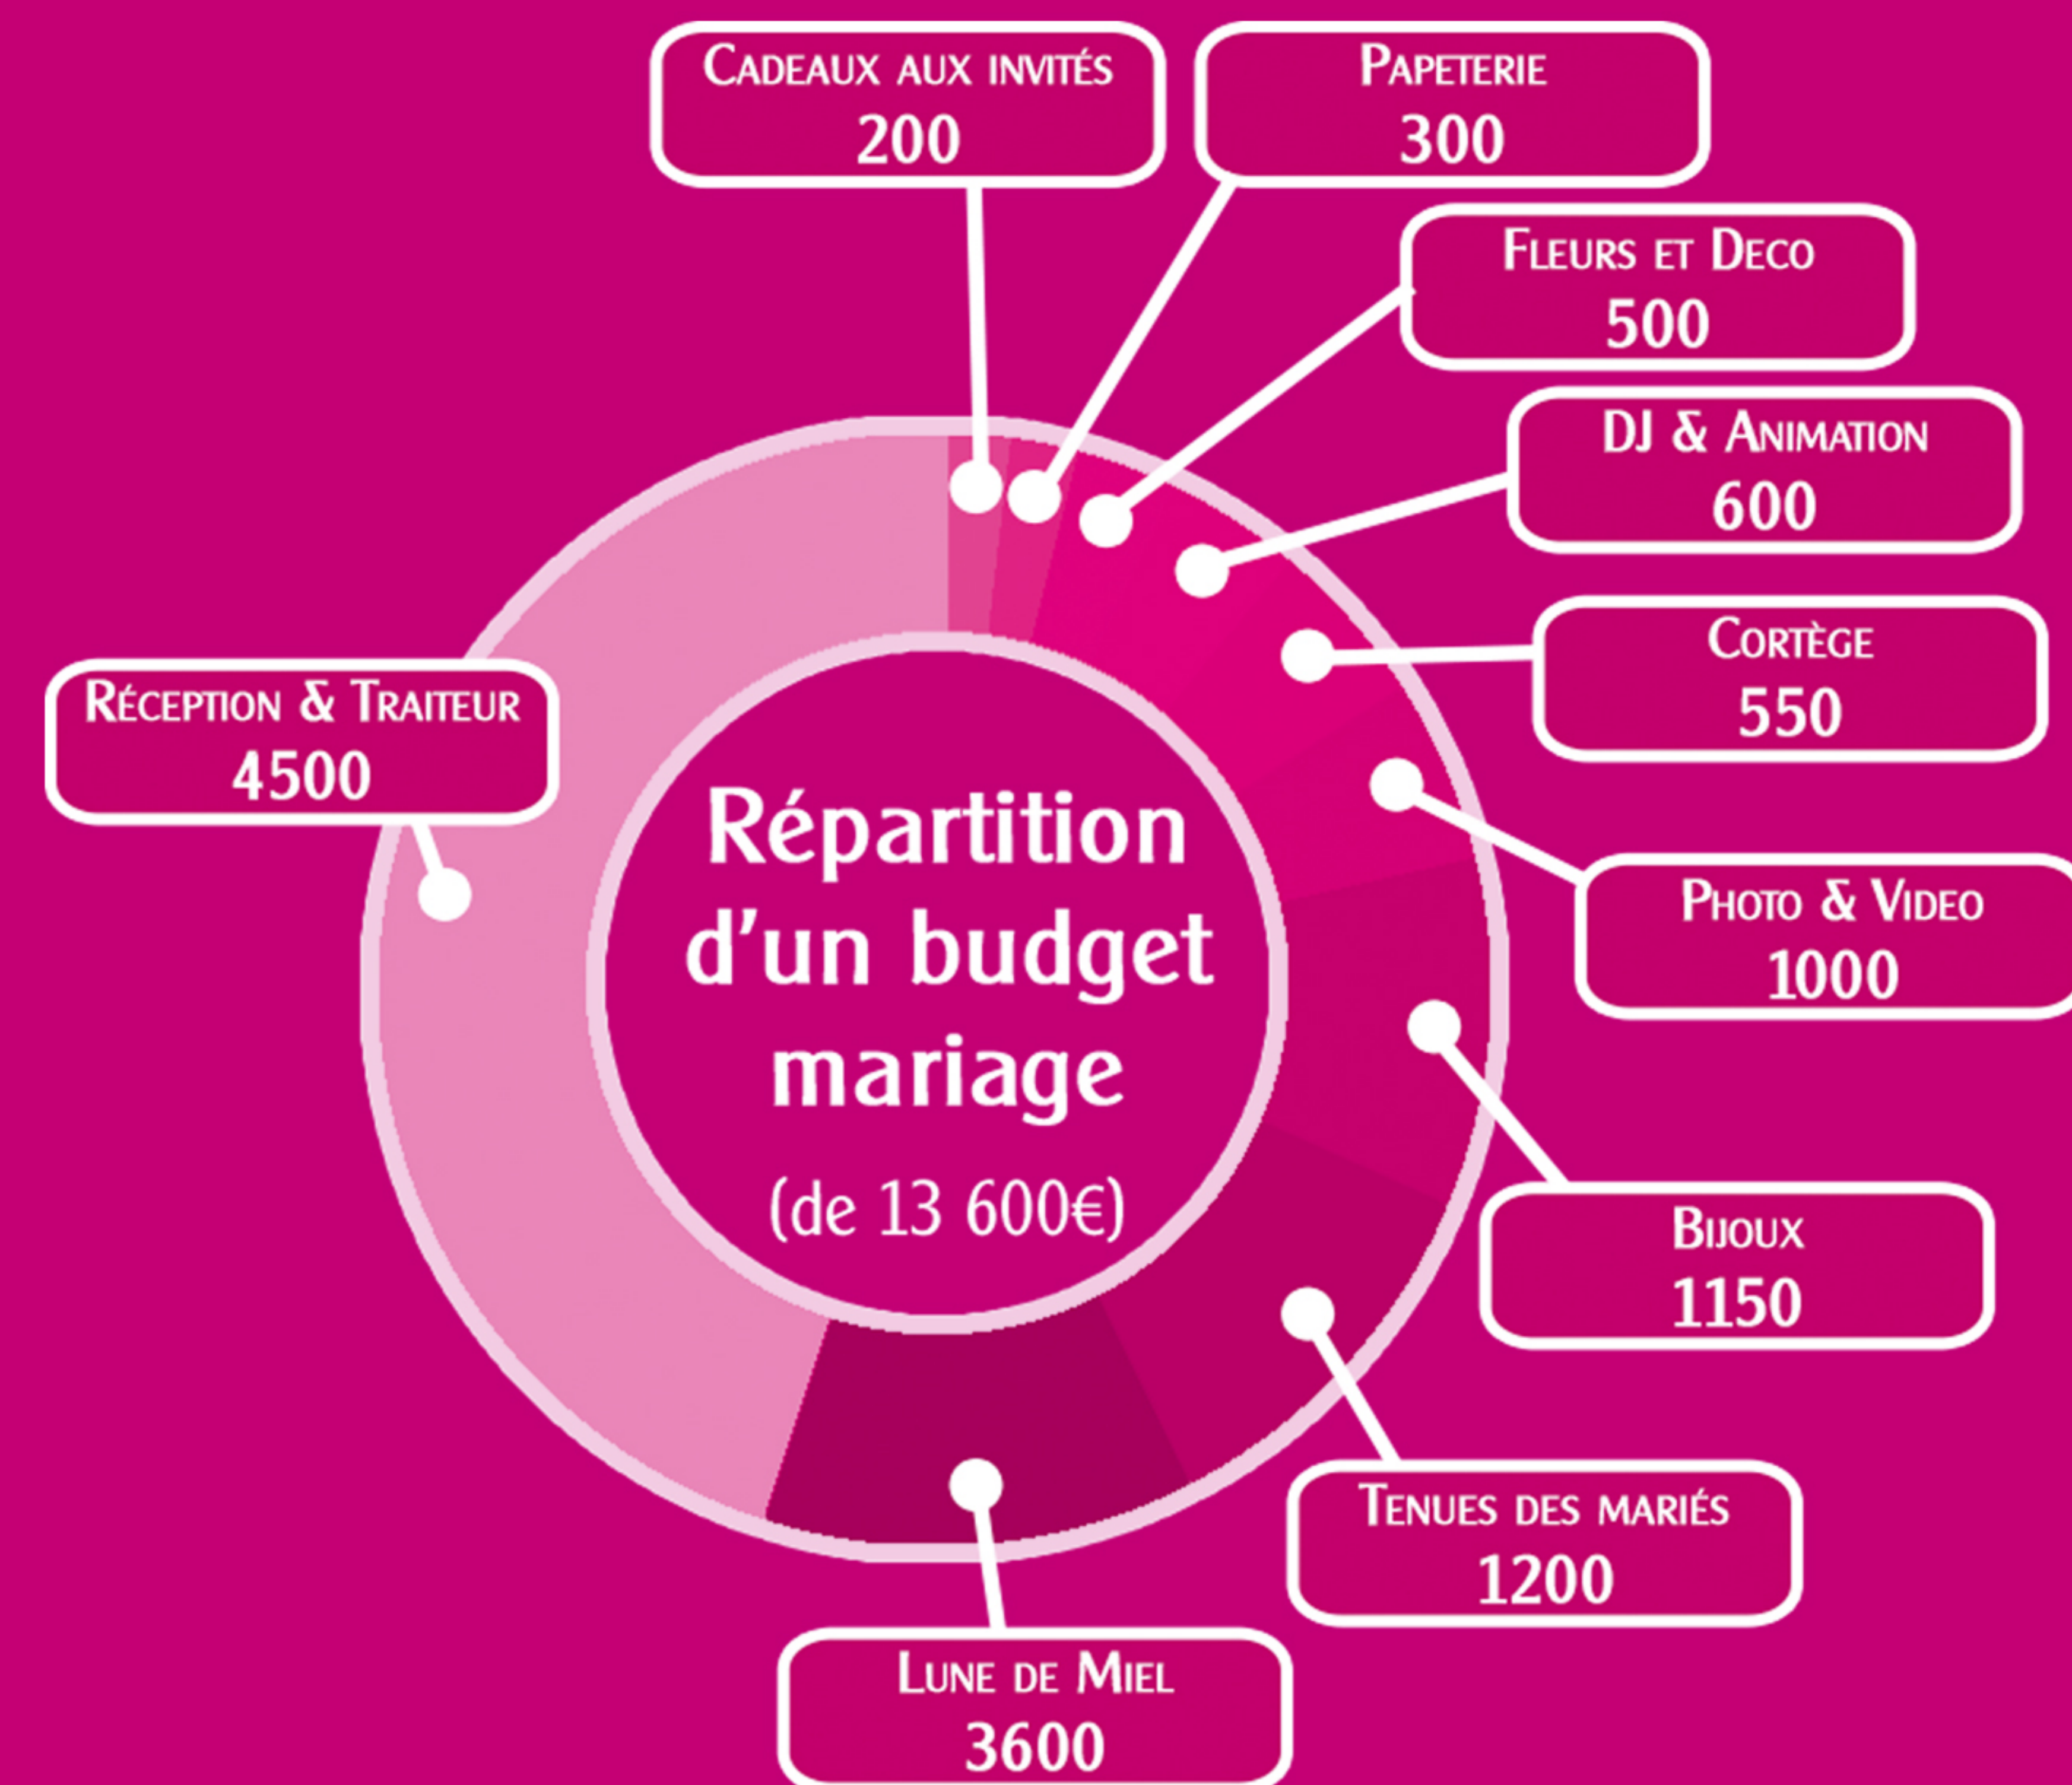 Cadeaux aux invités
200
Papeterie
300
Fleurs et Deco
500
DJ & Animation
600
Cortège
550
Photo & Video
1000
Bijoux
1150
Tenues des mariés
1200
Lune de Miel
3600
Réception & Traiteur
4500
Répartition
d'un budget
mariage
(de 13 600€)